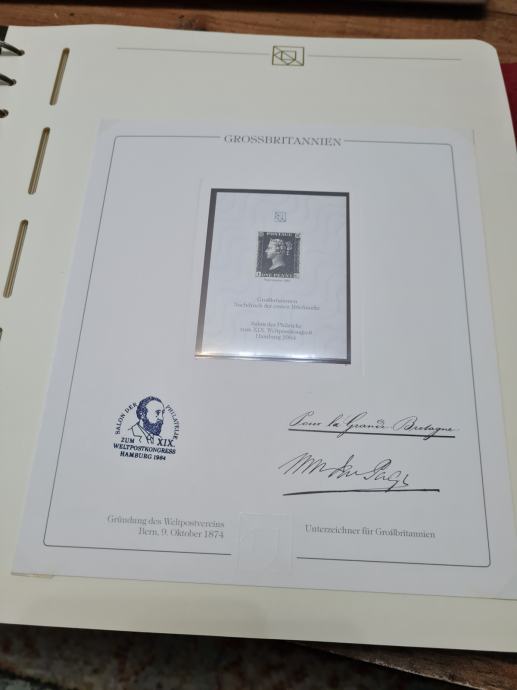 GROSSBRITANNIEN
POSTAGE
ONE PENNY
Großbritannien
Nachdruck der ersten Briefmarke
Salon der Philatelie
zum XIX. Weltpostkongreß
Hamburg 1984
SALON DER PHILATELIE
ZUM XIX.
WELTPOSTKONGRESS
HAMBURG 1984
Pour la Grande-Bretagne
Gründung des Weltpostvereins
Bern, 9. Oktober 1874
Unterzeichner für Großbritannien